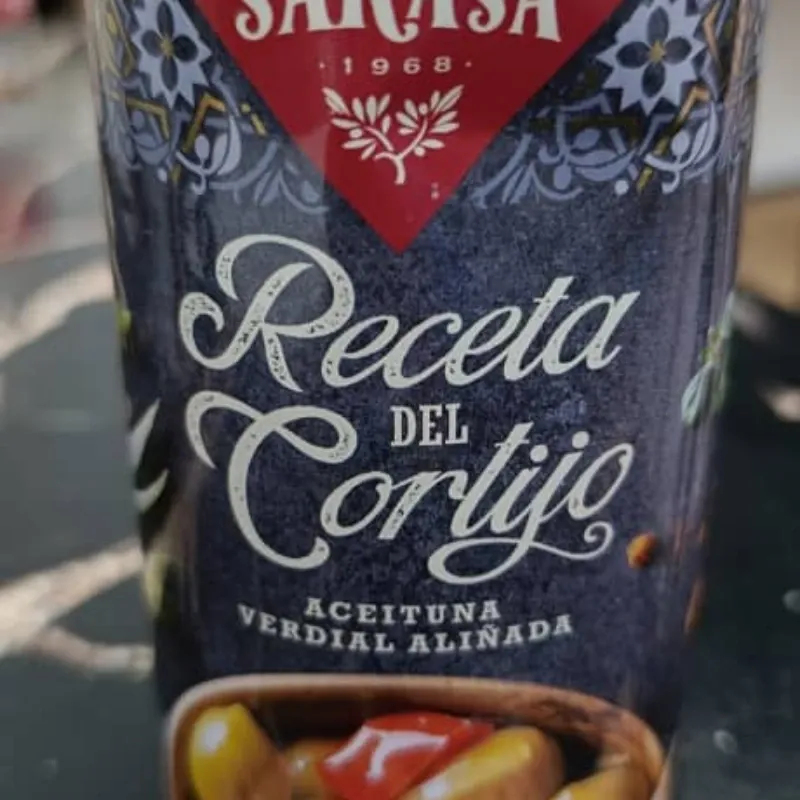 SARASA
· 1968 ·
Receta
DEL
Cortijo
ACEITUNA
VERDIAL ALIÑADA